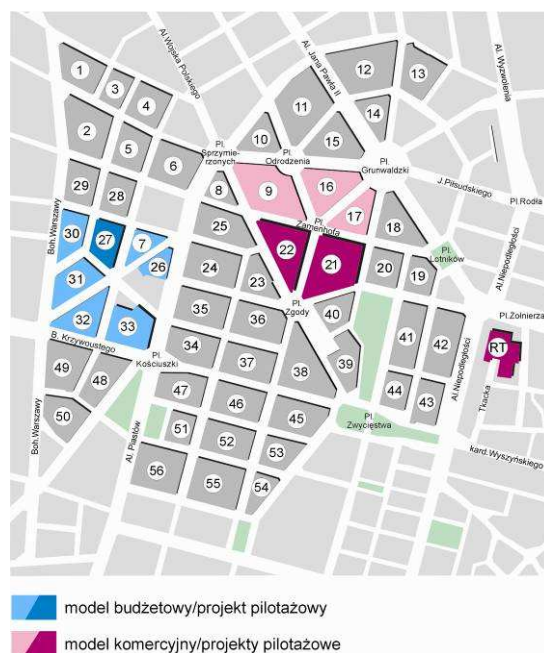 Al. Wojska Polskiego
Al. Jana Pawła II
Al. Wyzwolenia
1
3
4
12
13
11
14
2
5
6
Pl.
Sprzymie-
rzonych
10
Pl.
Odrodzenia
15
Pl.
Grunwaldzki
J. Piłsudskiego
Pl.Rodła
29
28
8
9
16
17
Pl.
Zamenhofa
18
Boh.Warszawy
30
27
7
26
25
22
21
20
19
Pl.
Lotników
Al.Niepodległości
31
24
23
Pl.
Zgody
40
Pl.Żołnierza
32
33
35
36
41
42
RT
B. Krzywoustego
Pl.
Kościuszki
34
37
38
39
Al.Niepodległości
Tkacka
49
48
47
46
45
44
43
Boh.Warszawy
50
Al. Piastów
51
52
53
Pl.
Zwycięstwa
kard.Wyszyńskiego
56
55
54
model budżetowy/projekt pilotażowy
model komercyjny/projekty pilotażowe